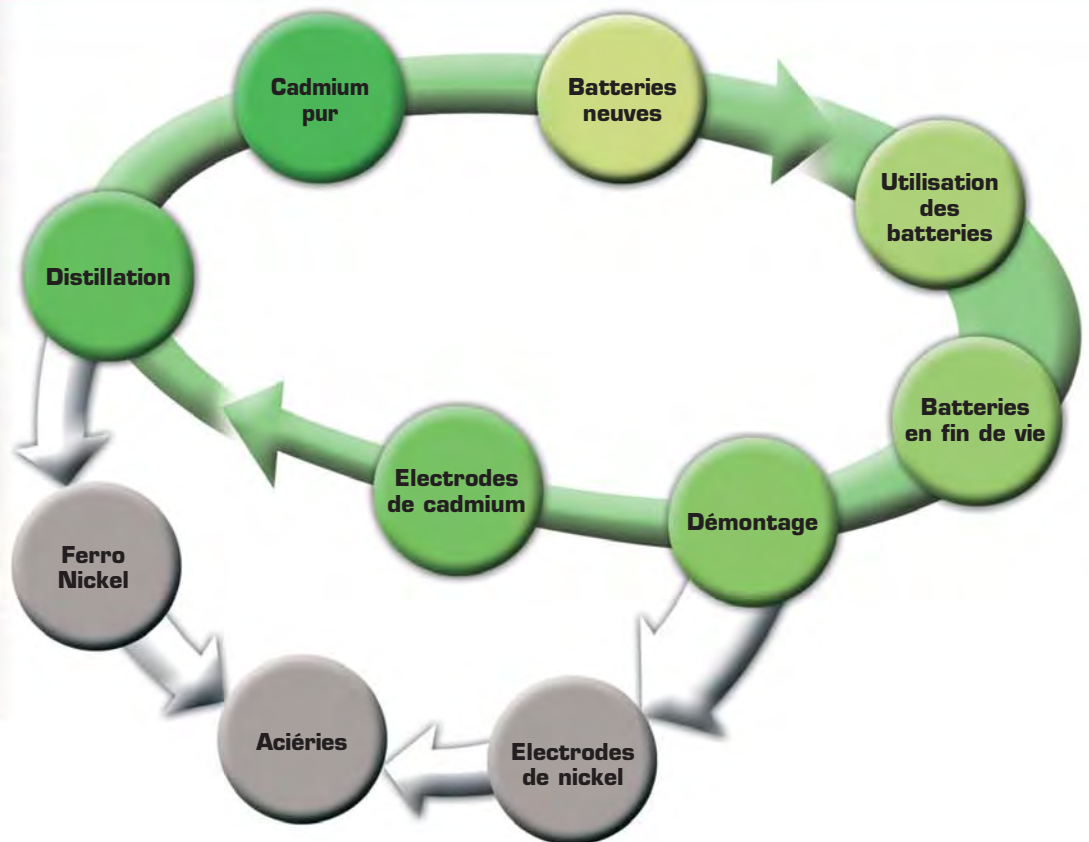 Cadmium
pur
Batteries
neuves
Utilisation
des
batteries
Distillation
Batteries
en fin de vie
Electrodes
de cadmium
Démontage
Ferro
Nickel
Aciéries
Electrodes
de nickel